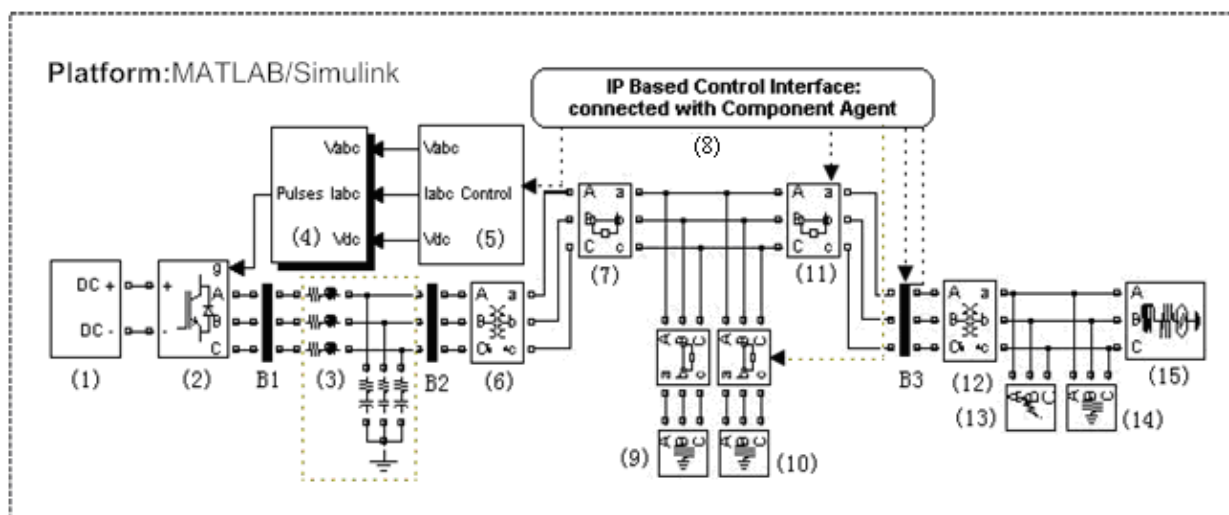 Platform:MATLAB/Simulink
IP Based Control Interface:
connected with Component Agent
(8)
Vabc
Pulses Iabc
(4) Vdc
Vabc
Iabc Control
Vdc (5)
A a
B b
C c
(7)
A a
B b
C c
(11)
DC +
DC -
(1)
g
+
-
A
B
C
(2)
B1
(3)
B2
A a
B b
C c
(6)
A B C
a b c
A B C
a b c
A B C
(9)
A B C
(10)
B3
A a
B b
C c
(12)
A B C
(13)
A B C
(14)
A
B
C
(15)